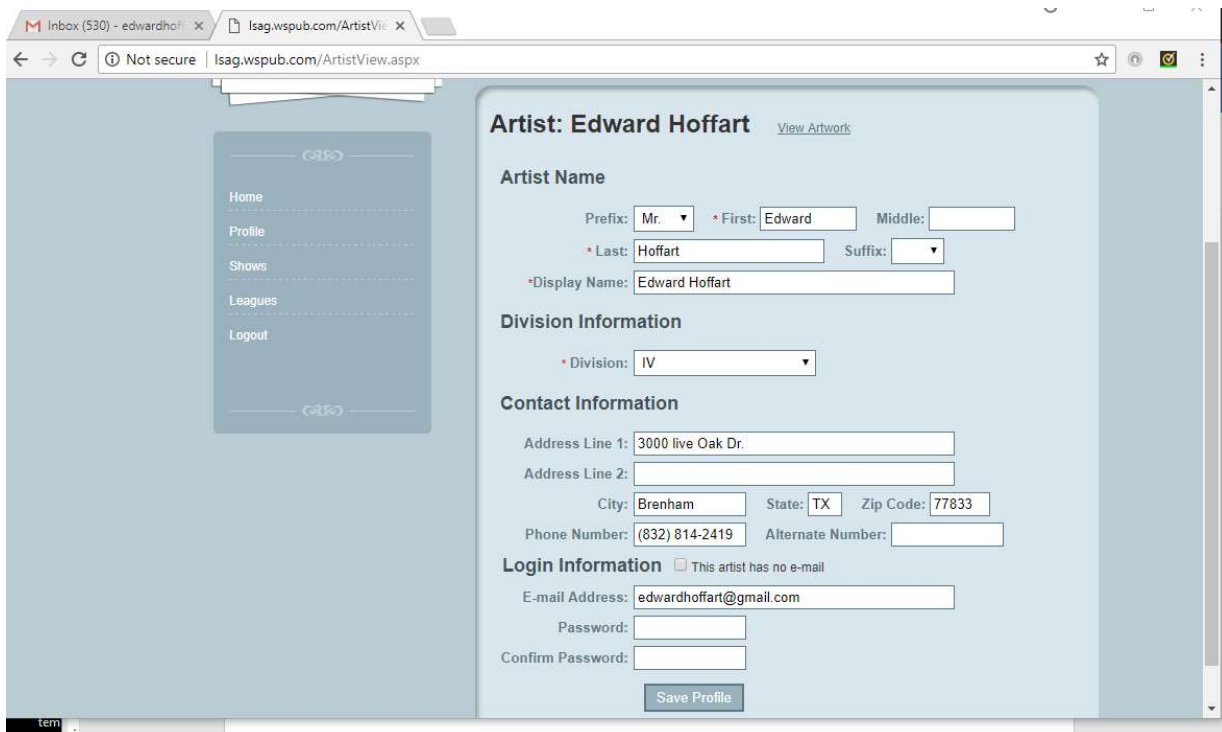 Inbox (530) - edwardhoff
lsag.wspub.com/ArtistVie
Not secure | lsag.wspub.com/ArtistView.aspx
Home
Profile
Shows
Leagues
Logout
Artist: Edward Hoffart View Artwork
Artist Name
Prefix: Mr. * First: Edward Middle:
* Last: Hoffart Suffix:
*Display Name: Edward Hoffart
Division Information
* Division: IV
Contact Information
Address Line 1: 3000 live Oak Dr.
Address Line 2:
City: Brenham State: TX Zip Code: 77833
Phone Number: (832) 814-2419 Alternate Number:
Login Information This artist has no e-mail
E-mail Address: edwardhoffart@gmail.com
Password:
Confirm Password:
Save Profile
tem